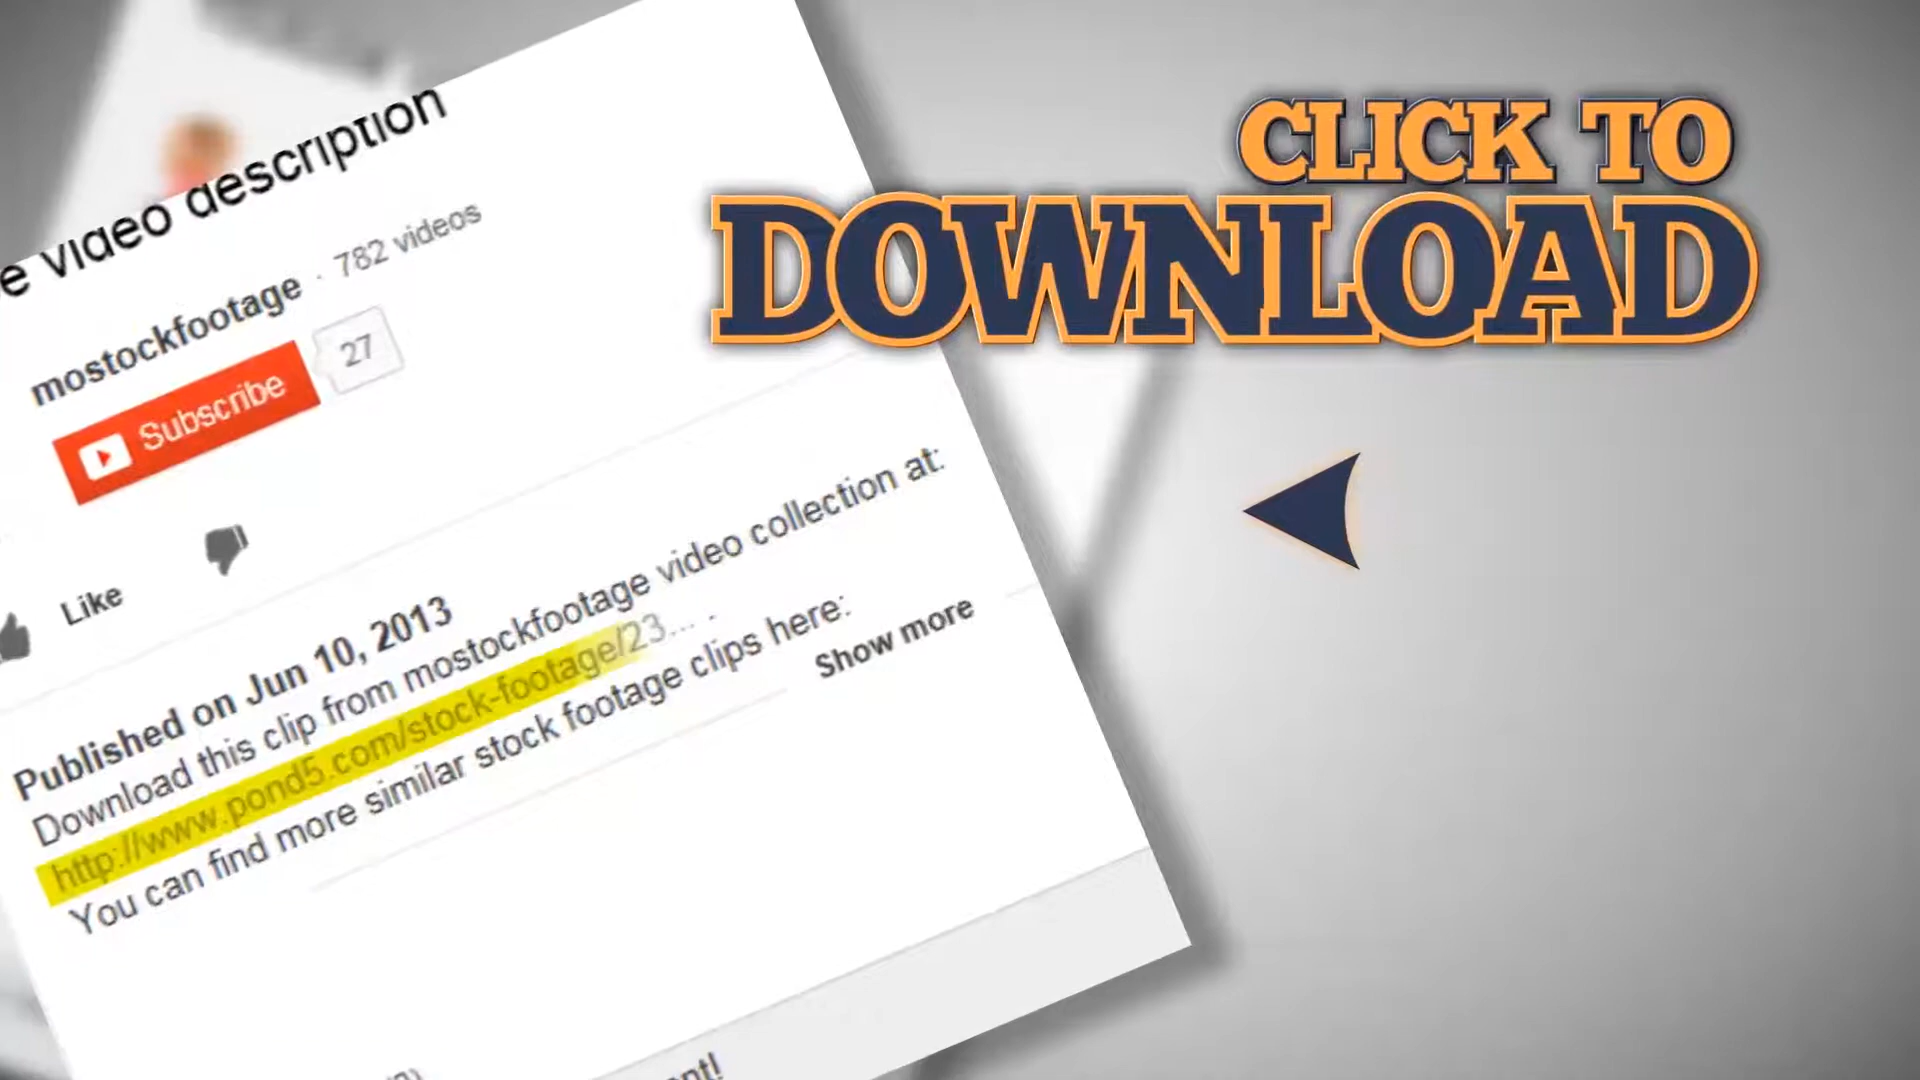 CLICK TO
DOWNLOAD
e video description
mostockfootage · 782 videos
Subscribe 27
Like
Published on Jun 10, 2013
Download this clip from mostockfootage video collection at:
http://www.pond5.com/stock-footage/23... .
You can find more similar stock footage clips here:
Show more